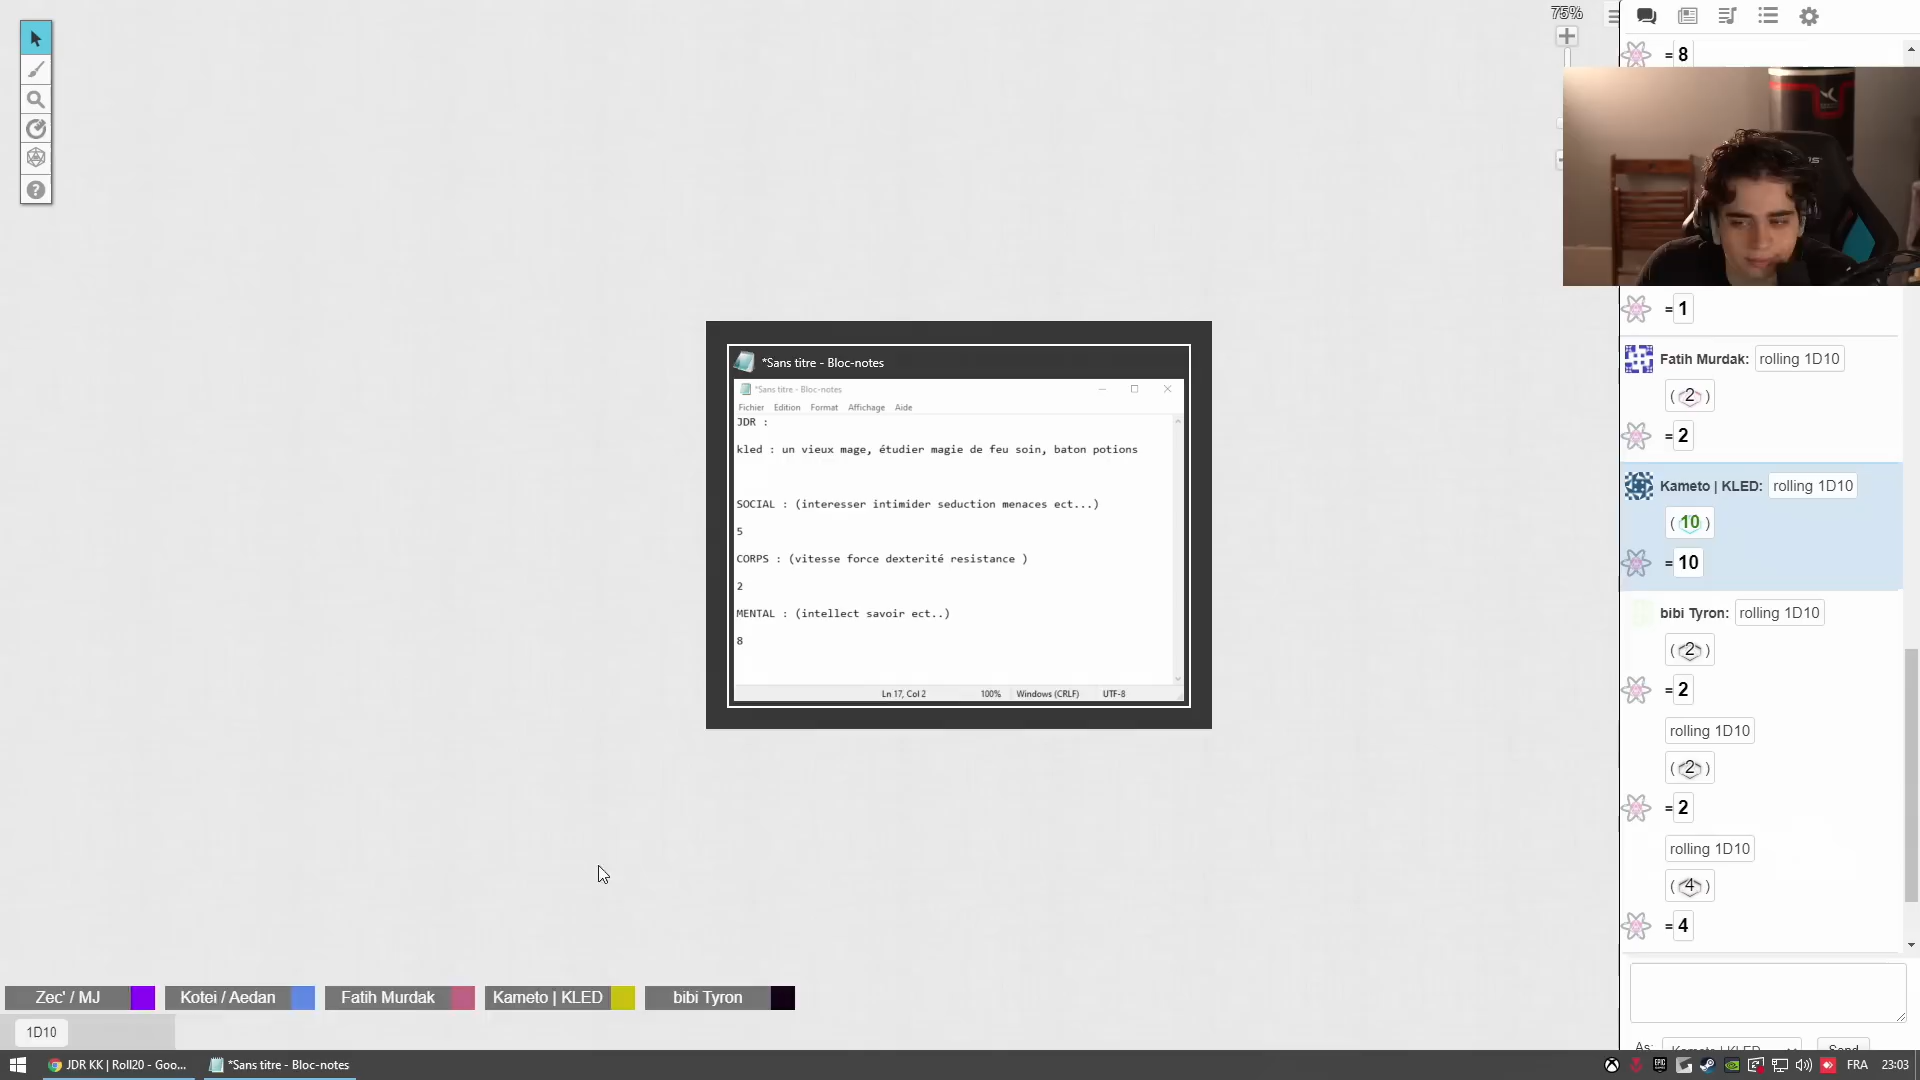 75%
= 8
= 1
Fatih Murdak: rolling 1D10
( 2 )
= 2
Kameto | KLED: rolling 1D10
( 10 )
= 10
bibi Tyron: rolling 1D10
( 2 )
= 2
rolling 1D10
( 2 )
= 2
rolling 1D10
( 4 )
= 4
*Sans titre - Bloc-notes
*Sans titre - Bloc-notes
Fichier Edition Format Affichage Aide
JDR :
kled : un vieux mage, étudier magie de feu soin, baton potions
SOCIAL : (interesser intimider seduction menaces ect...)
5
CORPS : (vitesse force dexterité resistance )
2
MENTAL : (intellect savoir ect..)
8
Ln 17, Col 2 100% Windows (CRLF) UTF-8
Zec' / MJ Kotei / Aedan Fatih Murdak Kameto | KLED bibi Tyron
1D10
As: Kameto | KLED Send
JDR KK | Roll20 - Goo... *Sans titre - Bloc-notes FRA 23:03